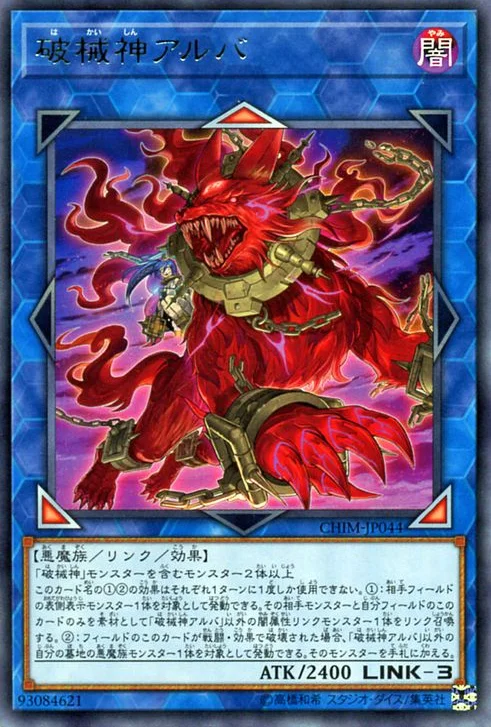 破械神アルバ
闇
CHIM-JP044
【悪魔族/リンク/効果】
「破械神」モンスターを含むモンスター2体以上
このカード名の①②の効果はそれぞれ1ターンに1度しか使用できない。①:相手フィールド
の表側表示モンスター1体を対象として発動できる。その相手モンスターと自分フィールドのこの
カードのみを素材として「破械神アルバ」以外の闇属性リンクモンスター1体をリンク召喚
する。②:フィールドのこのカードが戦闘・効果で破壊された場合、「破械神アルバ」以外の
自分の墓地の悪魔族モンスター1体を対象として発動できる。そのモンスターを手札に加える。
ATK/2400 LINK-3
93084621
©高橋和希 スタジオ・ダイス/集英社